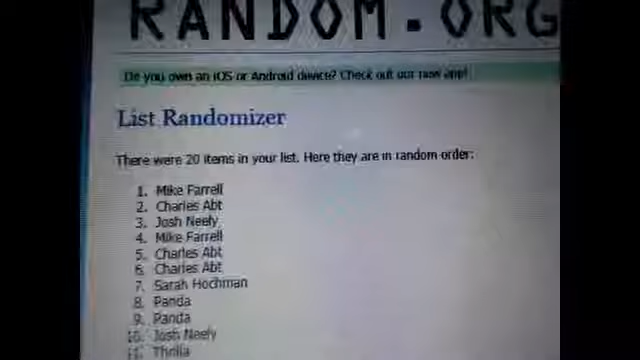 RANDOM.ORG
Do you own an iOS or Android device? Check out our new app!
List Randomizer
There were 20 items in your list. Here they are in random order:
1. Mike Farrell
2. Charles Abt
3. Josh Neely
4. Mike Farrell
5. Charles Abt
6. Charles Abt
7. Sarah Hochman
8. Panda
9. Panda
10. Josh Neely
11. Thrilla